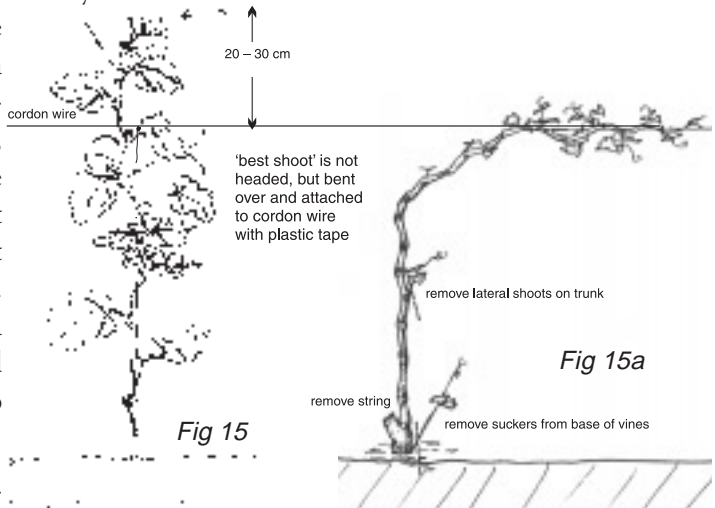 20 – 30 cm
cordon wire
'best shoot' is not
headed, but bent
over and attached
to cordon wire
with plastic tape
remove lateral shoots on trunk
Fig 15a
remove string
remove suckers from base of vines
Fig 15